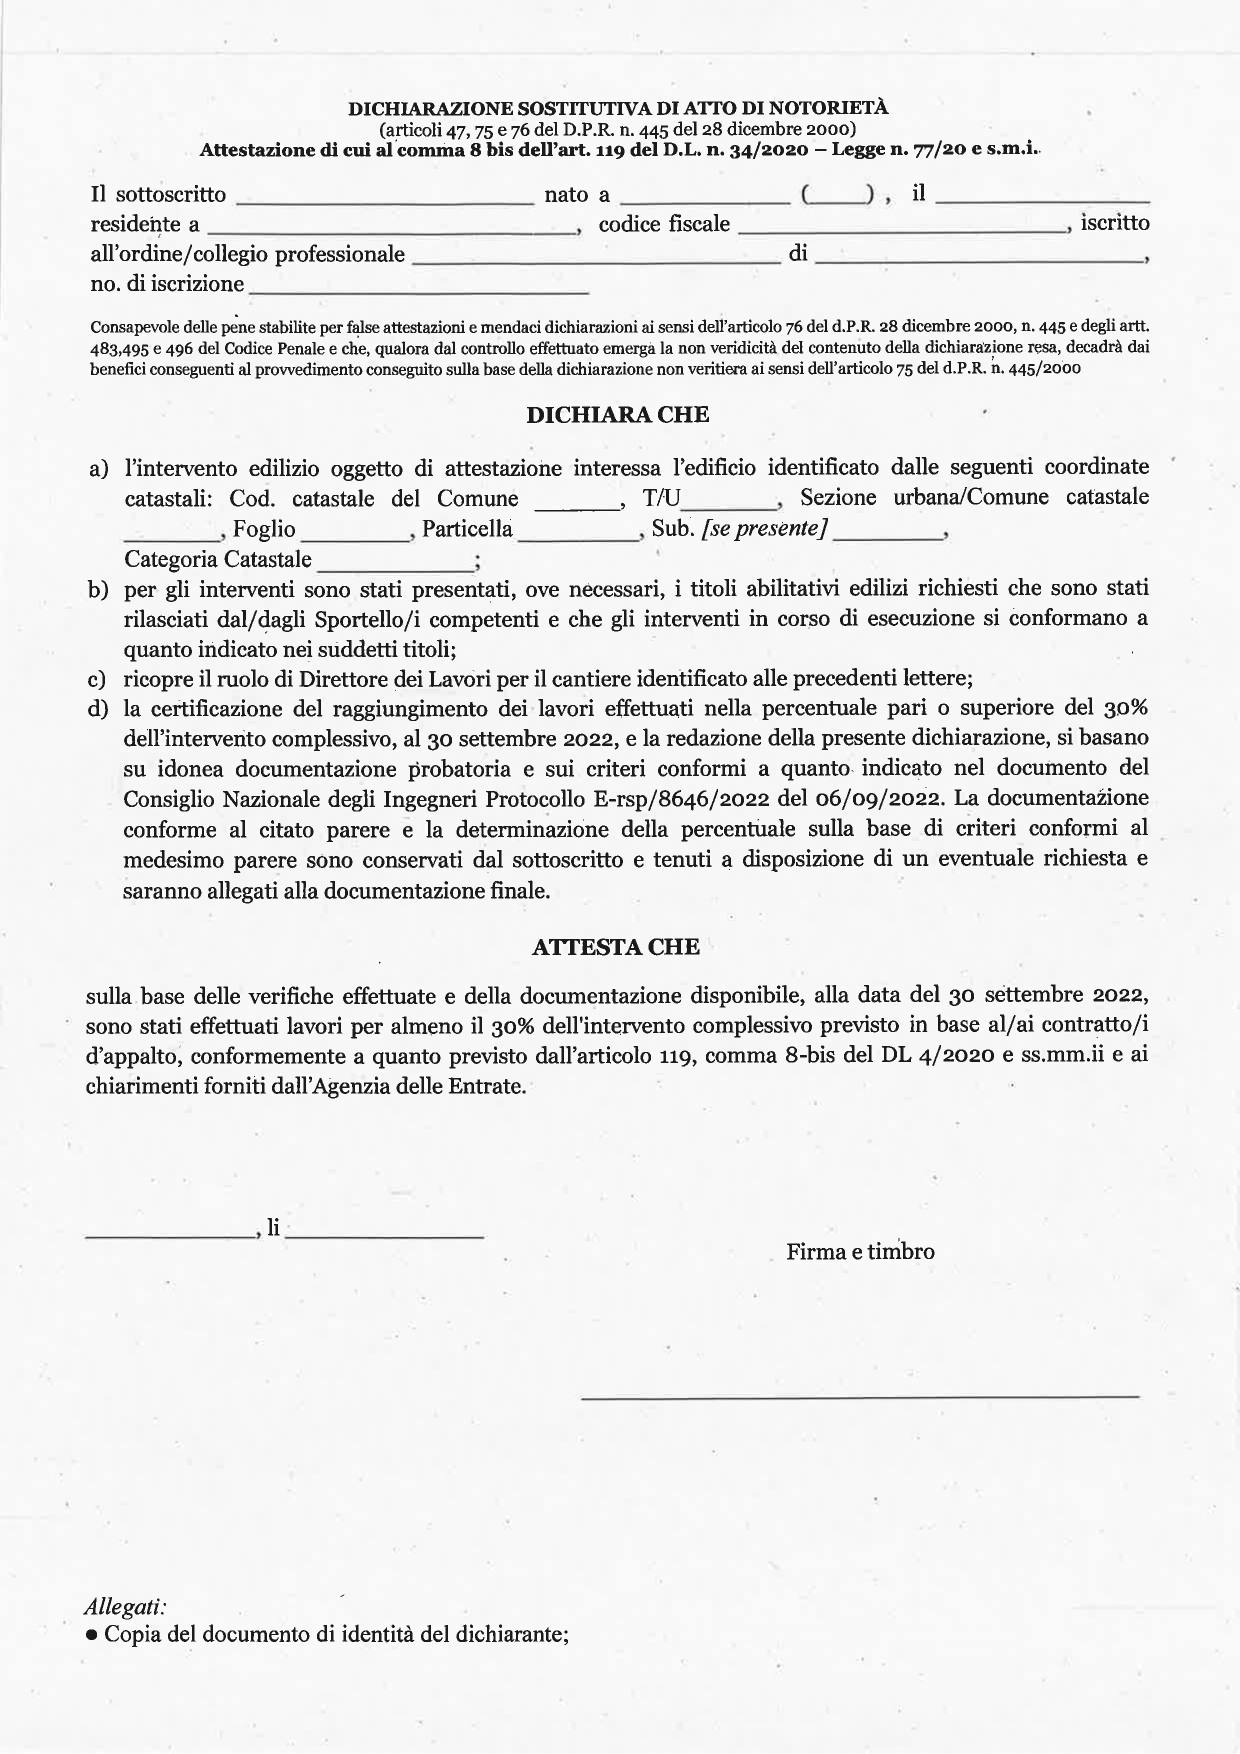 DICHIARAZIONE SOSTITUTIVA DI ATTO DI NOTORIETÀ
(articoli 47, 75 e 76 del D.P.R. n. 445 del 28 dicembre 2000)
Attestazione di cui al comma 8 bis dell'art. 119 del D.L. n. 34/2020 – Legge n. 77/20 e s.m.i.
Il sottoscritto ____________ nato a ____________ (____) , il ____________
residente a ____________, codice fiscale ____________, iscritto
all'ordine/collegio professionale ____________ di ____________,
no. di iscrizione ____________
Consapevole delle pene stabilite per false attestazioni e mendaci dichiarazioni ai sensi dell'articolo 76 del d.P.R. 28 dicembre 2000, n. 445 e degli artt.
483,495 e 496 del Codice Penale e che, qualora dal controllo effettuato emerga la non veridicità del contenuto della dichiarazione resa, decadrà dai
benefici conseguenti al provvedimento conseguito sulla base della dichiarazione non veritiera ai sensi dell'articolo 75 del d.P.R. n. 445/2000
DICHIARA CHE
a) l'intervento edilizio oggetto di attestazione interessa l'edificio identificato dalle seguenti coordinate
catastali: Cod. catastale del Comune _______, T/U________, Sezione urbana/Comune catastale
________, Foglio _________, Particella __________, Sub. [se presente] _________,
Categoria Catastale _____________;
b) per gli interventi sono stati presentati, ove necessari, i titoli abilitativi edilizi richiesti che sono stati
rilasciati dal/dagli Sportello/i competenti e che gli interventi in corso di esecuzione si conformano a
quanto indicato nei suddetti titoli;
c) ricopre il ruolo di Direttore dei Lavori per il cantiere identificato alle precedenti lettere;
d) la certificazione del raggiungimento dei lavori effettuati nella percentuale pari o superiore del 30%
dell'intervento complessivo, al 30 settembre 2022, e la redazione della presente dichiarazione, si basano
su idonea documentazione probatoria e sui criteri conformi a quanto indicato nel documento del
Consiglio Nazionale degli Ingegneri Protocollo E-rsp/8646/2022 del 06/09/2022. La documentazione
conforme al citato parere e la determinazione della percentuale sulla base di criteri conformi al
medesimo parere sono conservati dal sottoscritto e tenuti a disposizione di un eventuale richiesta e
saranno allegati alla documentazione finale.
ATTESTA CHE
sulla base delle verifiche effettuate e della documentazione disponibile, alla data del 30 settembre 2022,
sono stati effettuati lavori per almeno il 30% dell'intervento complessivo previsto in base al/ai contratto/i
d'appalto, conformemente a quanto previsto dall'articolo 119, comma 8-bis del DL 4/2020 e ss.mm.ii e ai
chiarimenti forniti dall'Agenzia delle Entrate.
______________, li ________________
Firma e timbro
Allegati:
● Copia del documento di identità del dichiarante;